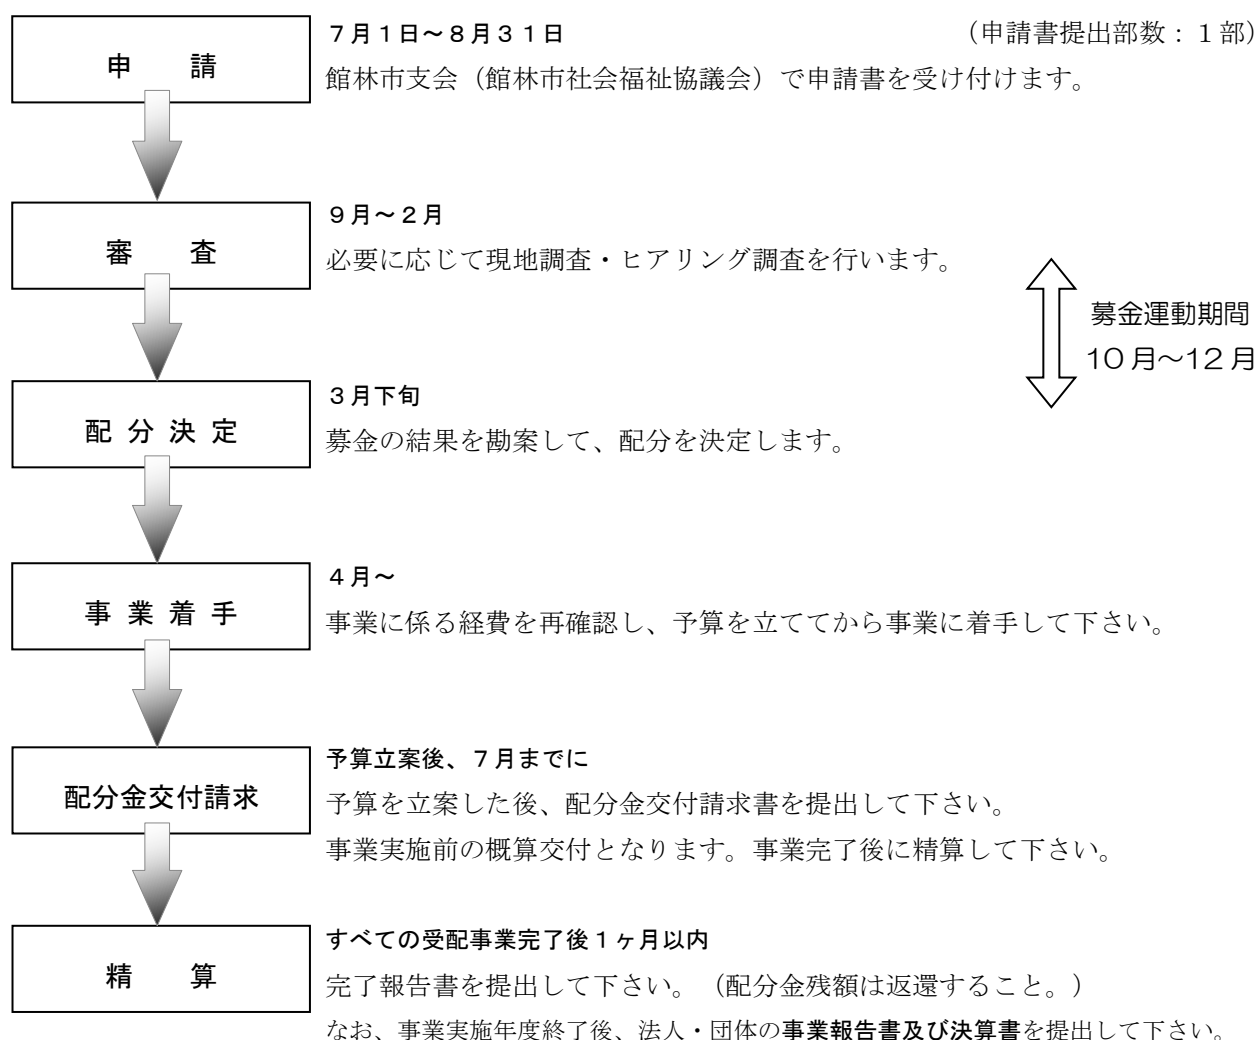 申　請
７月１日～８月３１日　（申請書提出部数：１部）
館林市支会（館林市社会福祉協議会）で申請書を受け付けます。
審　査
９月～２月
必要に応じて現地調査・ヒアリング調査を行います。
募金運動期間
10月～12月
配 分 決 定
３月下旬
募金の結果を勘案して、配分を決定します。
事 業 着 手
４月～
事業に係る経費を再確認し、予算を立ててから事業に着手して下さい。
配分金交付請求
予算立案後、７月までに
予算を立案した後、配分金交付請求書を提出して下さい。
事業実施前の概算交付となります。事業完了後に精算して下さい。
精　算
すべての受配事業完了後１ヶ月以内
完了報告書を提出して下さい。（配分金残額は返還すること。）
なお、事業実施年度終了後、法人・団体の事業報告書及び決算書を提出して下さい。